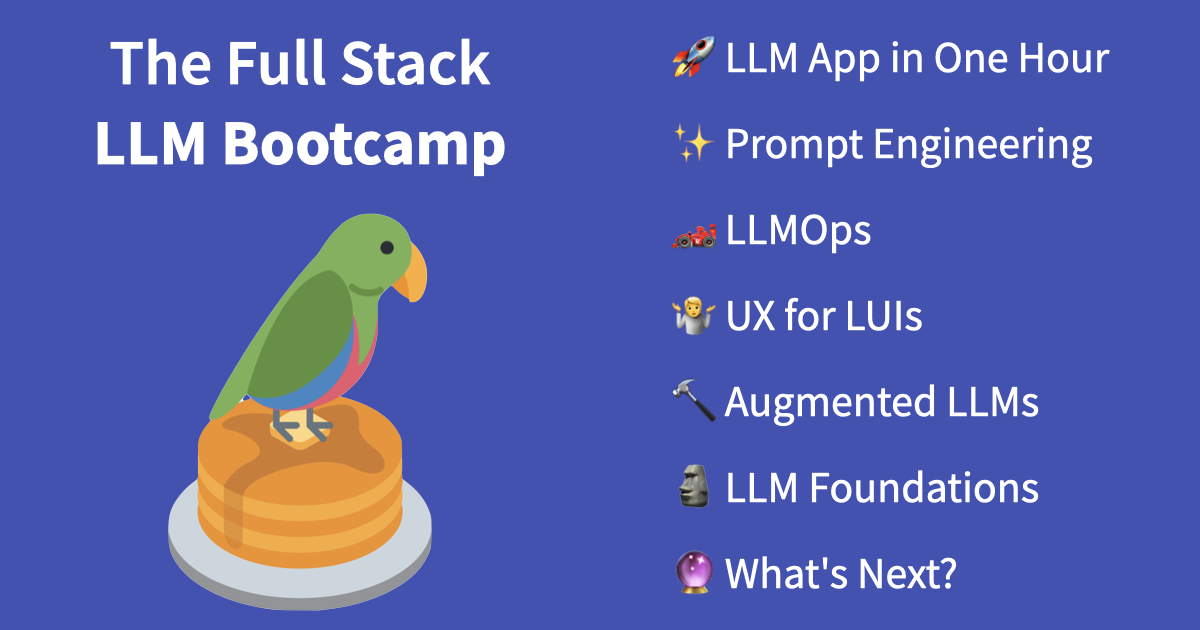 The Full Stack
LLM Bootcamp
🚀 LLM App in One Hour
✨ Prompt Engineering
🏎️ LLMOps
🤷 UX for LUIs
🔨 Augmented LLMs
🗿 LLM Foundations
🔮 What's Next?